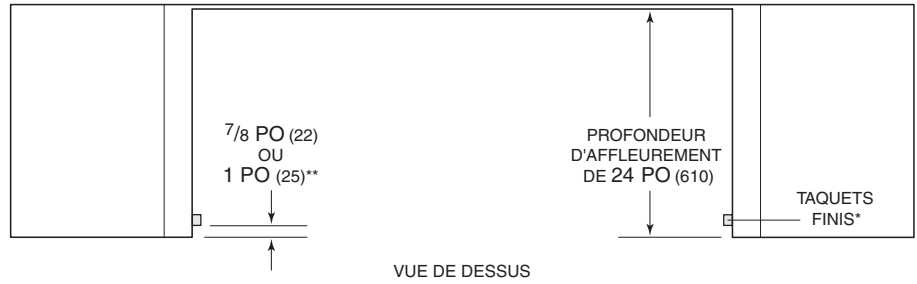 7/8 PO (22)
OU
1 PO (25)**
PROFONDEUR
D'AFFLEUREMENT
DE 24 PO (610)
TAQUETS
FINIS*
VUE DE DESSUS